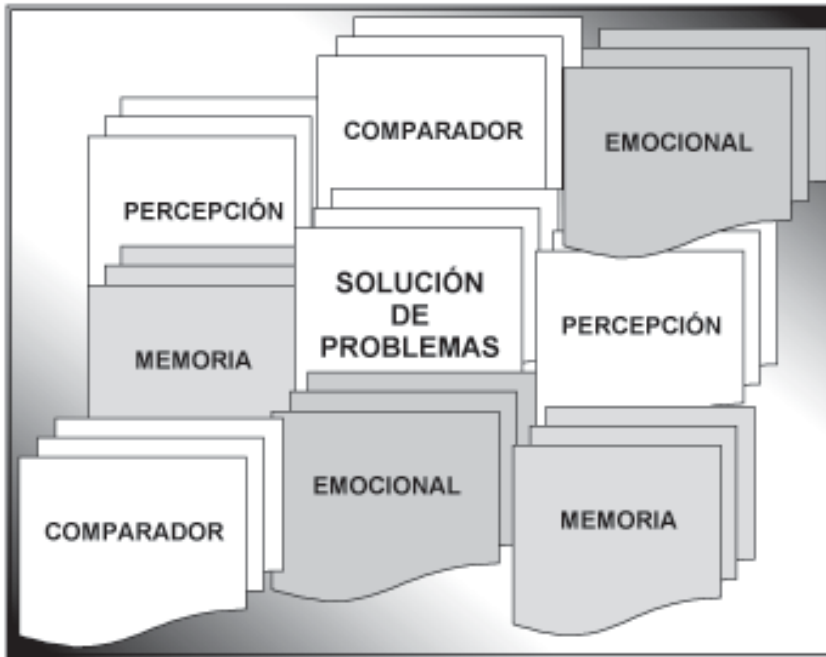 COMPARADOR
EMOCIONAL
PERCEPCIÓN
SOLUCIÓN
DE
PROBLEMAS
PERCEPCIÓN
MEMORIA
EMOCIONAL
MEMORIA
COMPARADOR